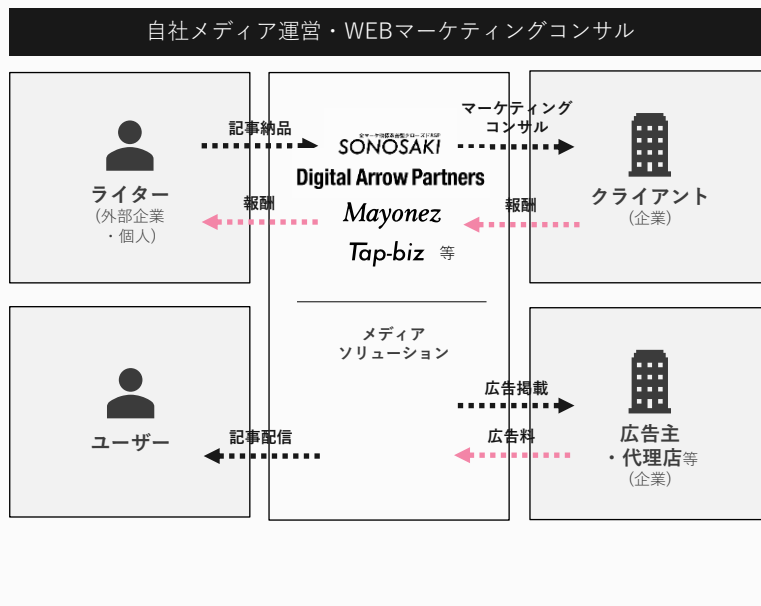 自社メディア運営・WEBマーケティングコンサル
記事納品
ライター
(外部企業
・個人)
報酬
SONOSAKI
Digital Arrow Partners
Mayonez
Tap-biz 等
メディア
ソリューション
マーケティング
コンサル
報酬
クライアント
(企業)
ユーザー
記事配信
広告掲載
広告料
広告主
・代理店等
(企業)